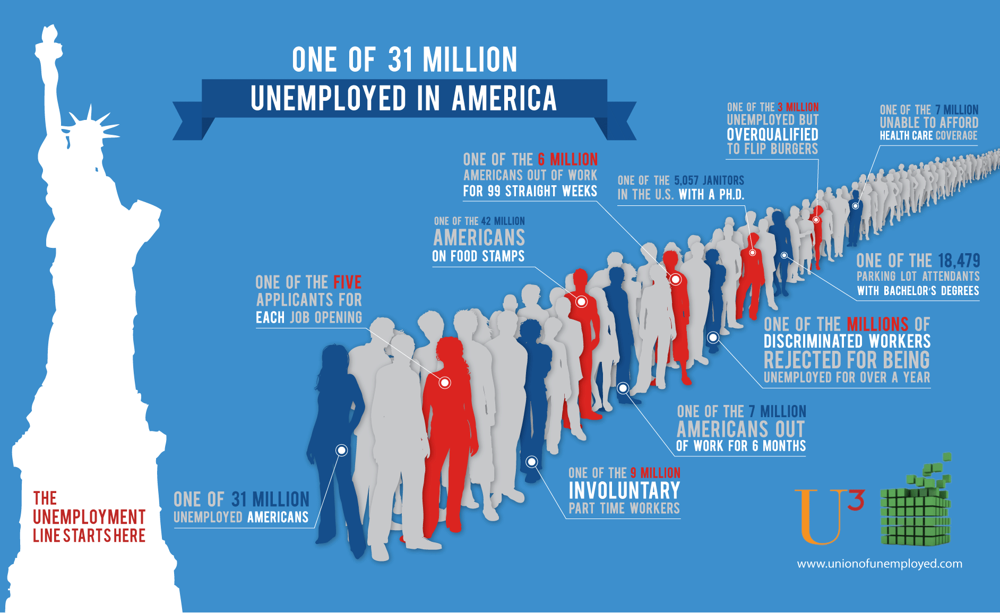 ONE OF 31 MILLION
UNEMPLOYED IN AMERICA
ONE OF THE 3 MILLION
UNEMPLOYED BUT
OVERQUALIFIED
TO FLIP BURGERS
ONE OF THE 7 MILLION
UNABLE TO AFFORD
HEALTH CARE COVERAGE
ONE OF THE 6 MILLION
AMERICANS OUT OF WORK
FOR 99 STRAIGHT WEEKS
ONE OF THE 5,057 JANITORS
IN THE U.S. WITH A PH.D.
ONE OF THE 42 MILLION
AMERICANS
ON FOOD STAMPS
ONE OF THE 18,479
PARKING LOT ATTENDANTS
WITH BACHELOR'S DEGREES
ONE OF THE FIVE
APPLICANTS FOR
EACH JOB OPENING
ONE OF THE MILLIONS OF
DISCRIMINATED WORKERS
REJECTED FOR BEING
UNEMPLOYED FOR OVER A YEAR
ONE OF THE 7 MILLION
AMERICANS OUT
OF WORK FOR 6 MONTHS
ONE OF THE 9 MILLION
INVOLUNTARY
PART TIME WORKERS
THE
UNEMPLOYMENT
LINE STARTS HERE
ONE OF 31 MILLION
UNEMPLOYED AMERICANS
U3
www.unionofunemployed.com